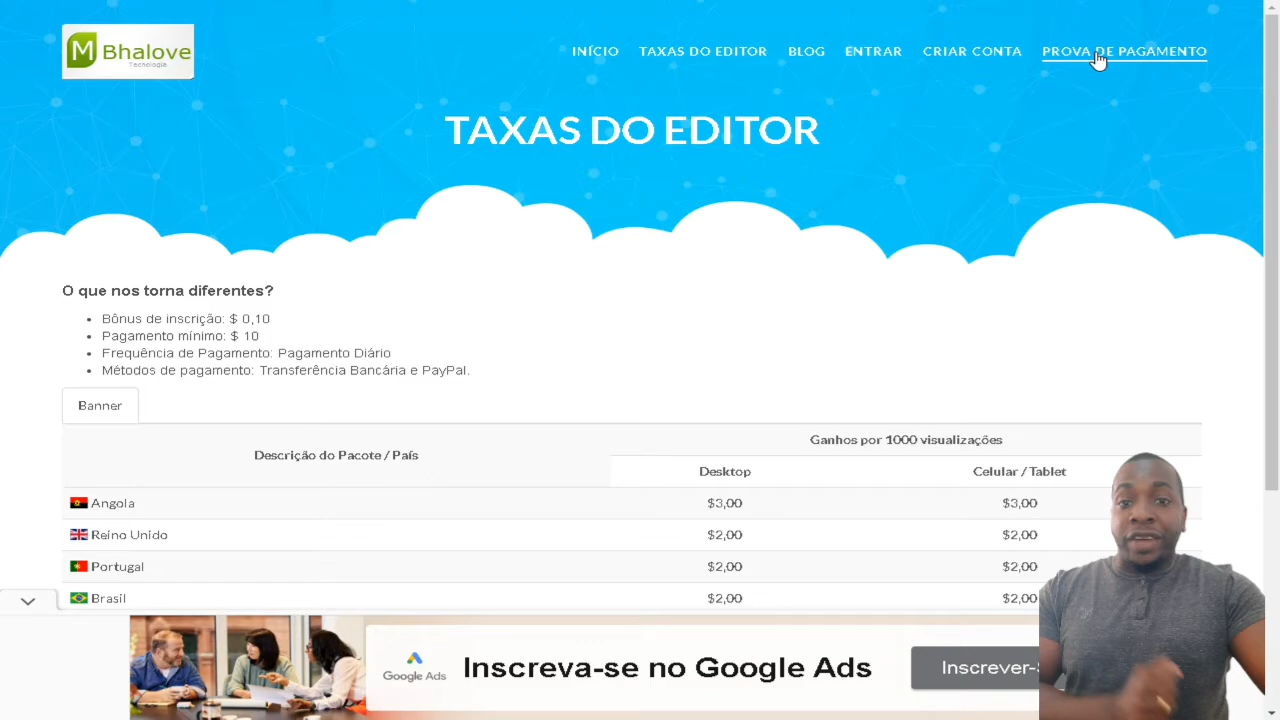 M Bhalove
Tecnologia
INÍCIO TAXAS DO EDITOR BLOG ENTRAR CRIAR CONTA PROVA DE PAGAMENTO
TAXAS DO EDITOR
O que nos torna diferentes?
• Bônus de inscrição: $ 0,10
• Pagamento mínimo: $ 10
• Frequência de Pagamento: Pagamento Diário
• Métodos de pagamento: Transferência Bancária e PayPal.
Banner
Descrição do Pacote / País
Ganhos por 1000 visualizações
Desktop Celular / Tablet
Angola $3,00 $3,00
Reino Unido $2,00 $2,00
Portugal $2,00 $2,00
Brasil $2,00 $2,00
Google Ads
Inscreva-se no Google Ads
Inscrever-